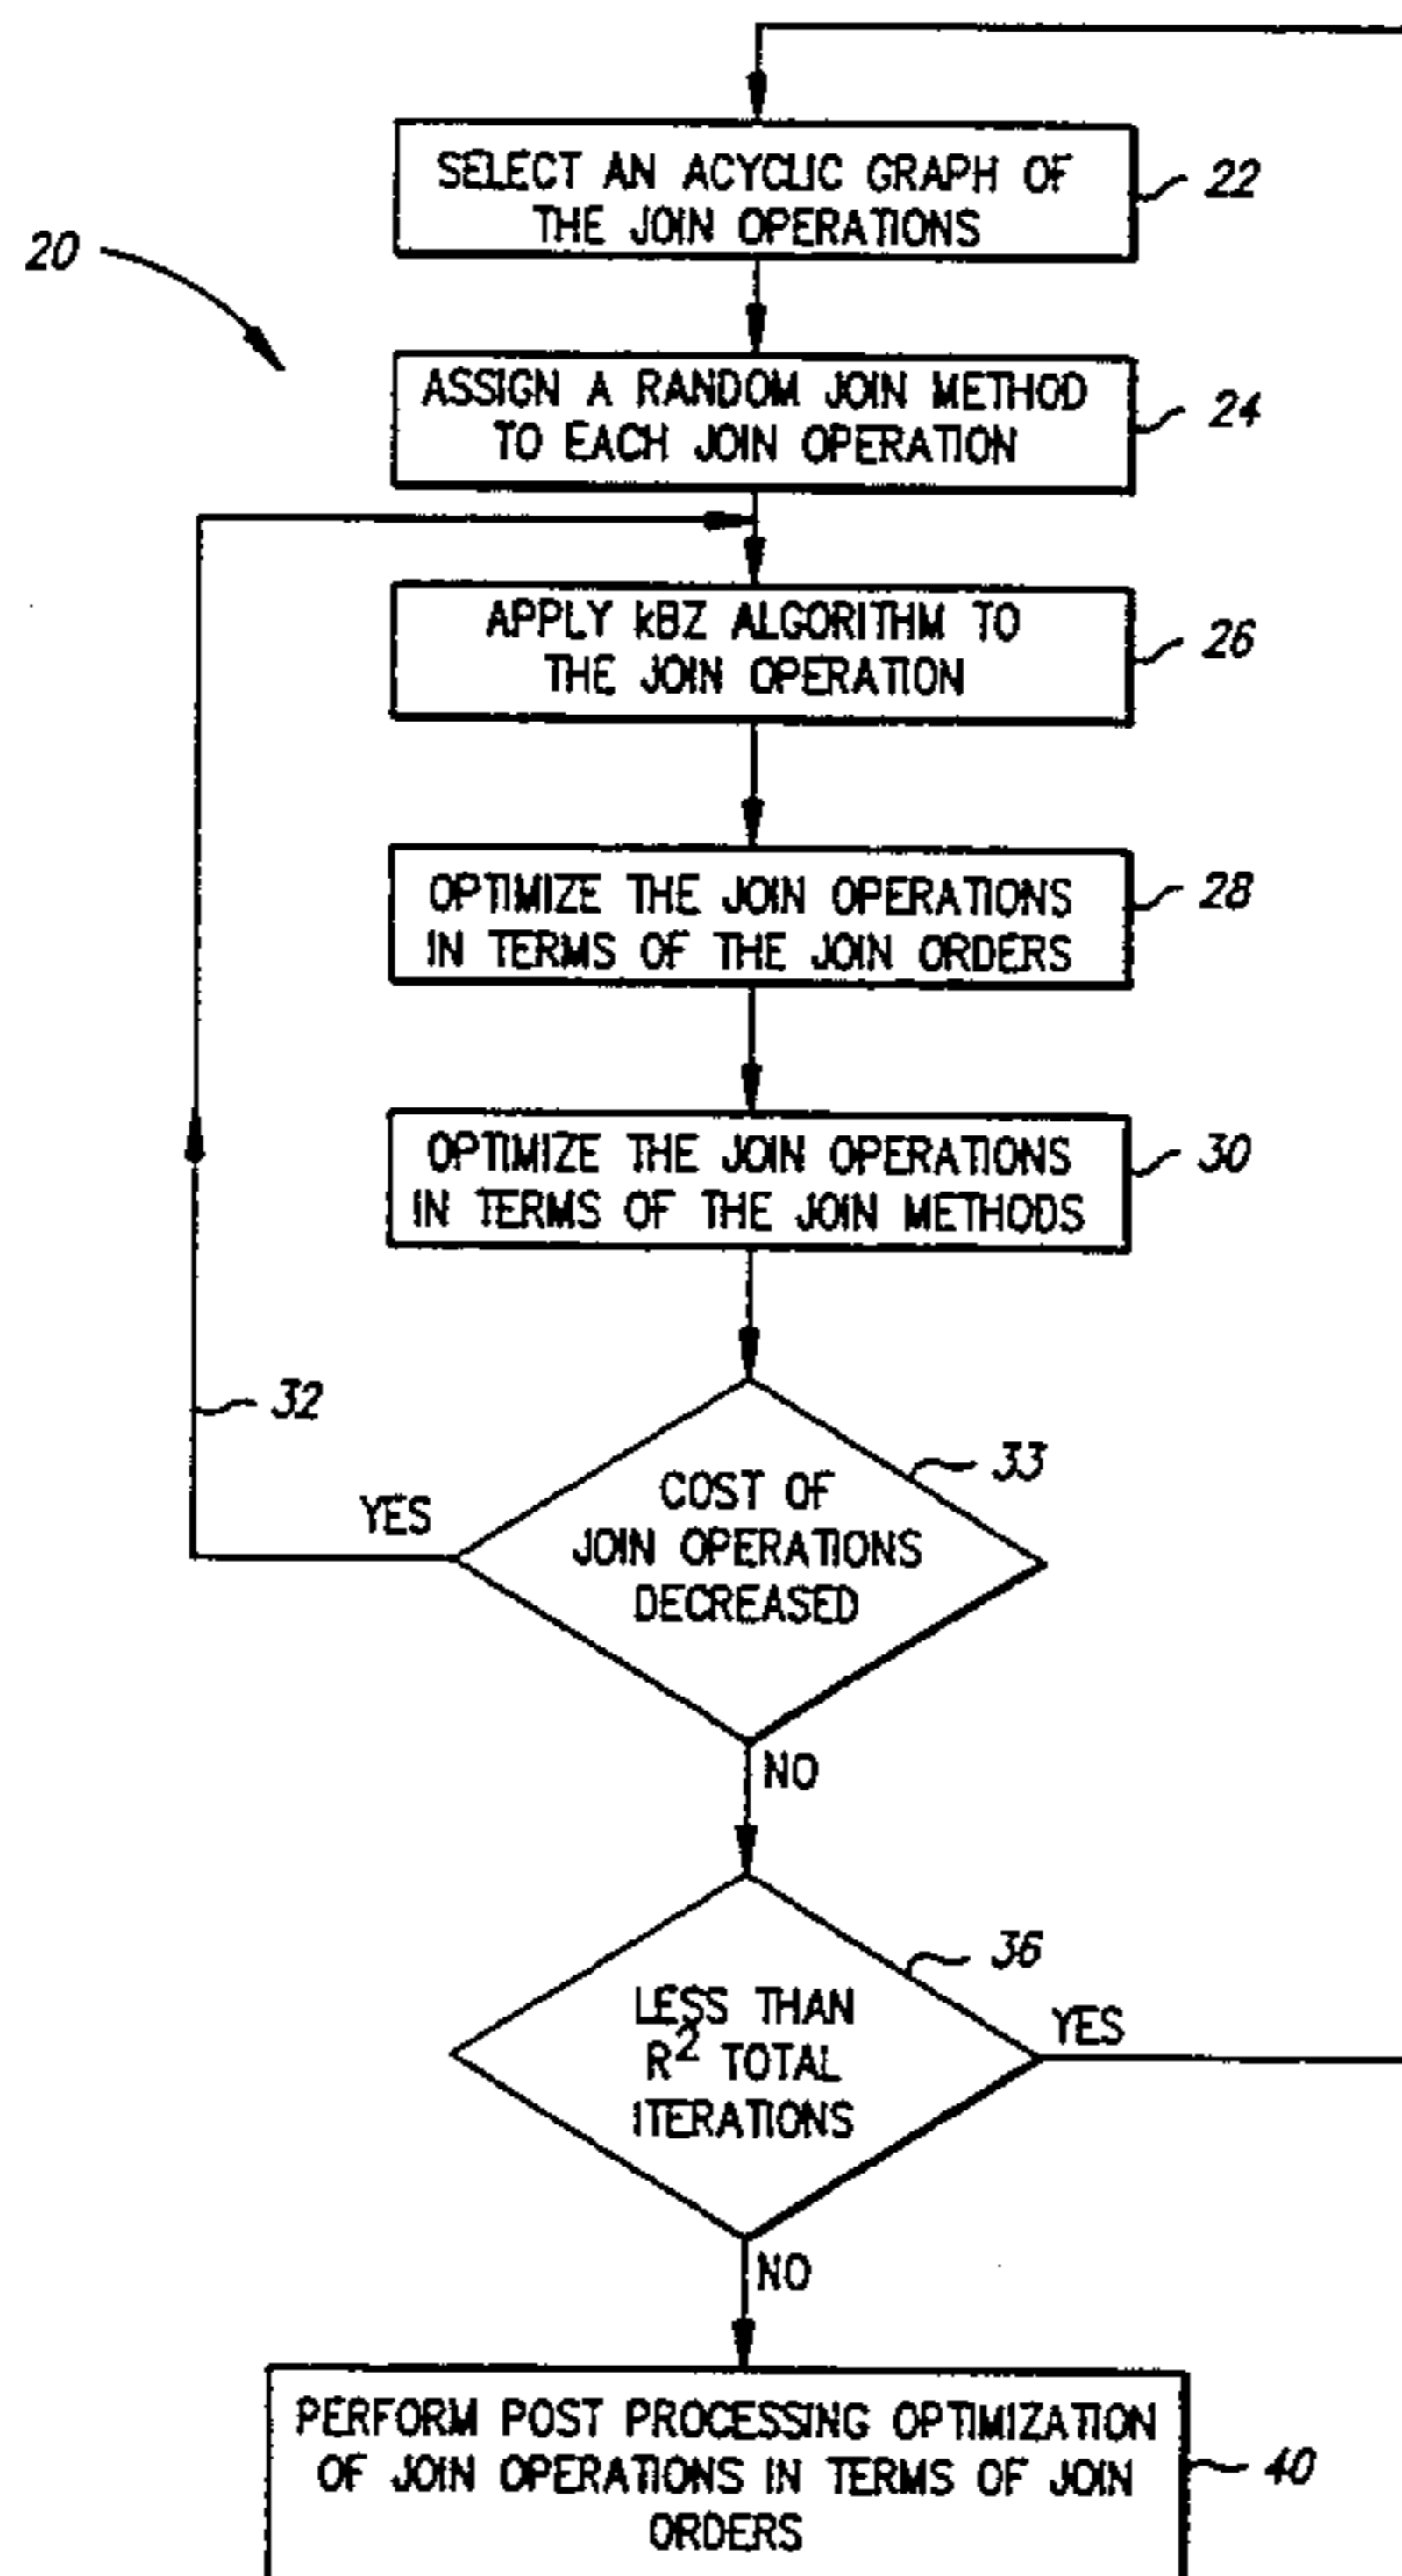 SELECT AN ACYCLIC GRAPH OF
THE JOIN OPERATIONS
22
20
ASSIGN A RANDOM JOIN METHOD
TO EACH JOIN OPERATION
24
APPLY kBZ ALGORITHM TO
THE JOIN OPERATION
26
OPTIMIZE THE JOIN OPERATIONS
IN TERMS OF THE JOIN ORDERS
28
OPTIMIZE THE JOIN OPERATIONS
IN TERMS OF THE JOIN METHODS
30
32
33
YES
COST OF
JOIN OPERATIONS
DECREASED
NO
36
LESS THAN
R² TOTAL
ITERATIONS
YES
NO
PERFORM POST PROCESSING OPTIMIZATION
OF JOIN OPERATIONS IN TERMS OF JOIN
ORDERS
40